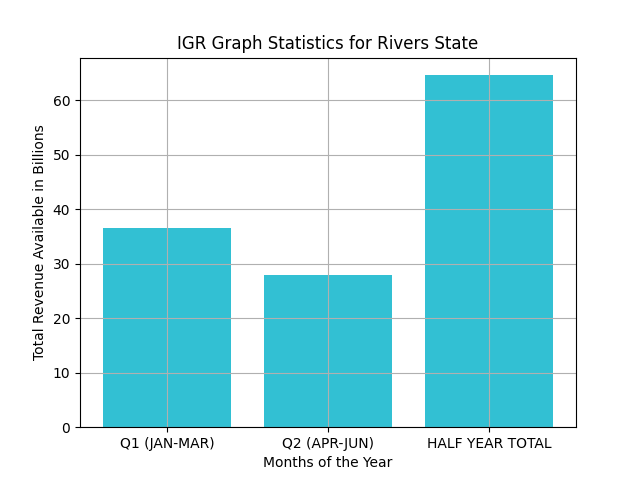 IGR Graph Statistics for Rivers State
Total Revenue Available in Billions
60
50
40
30
20
10
0
Q1 (JAN-MAR)
Q2 (APR-JUN)
HALF YEAR TOTAL
Months of the Year